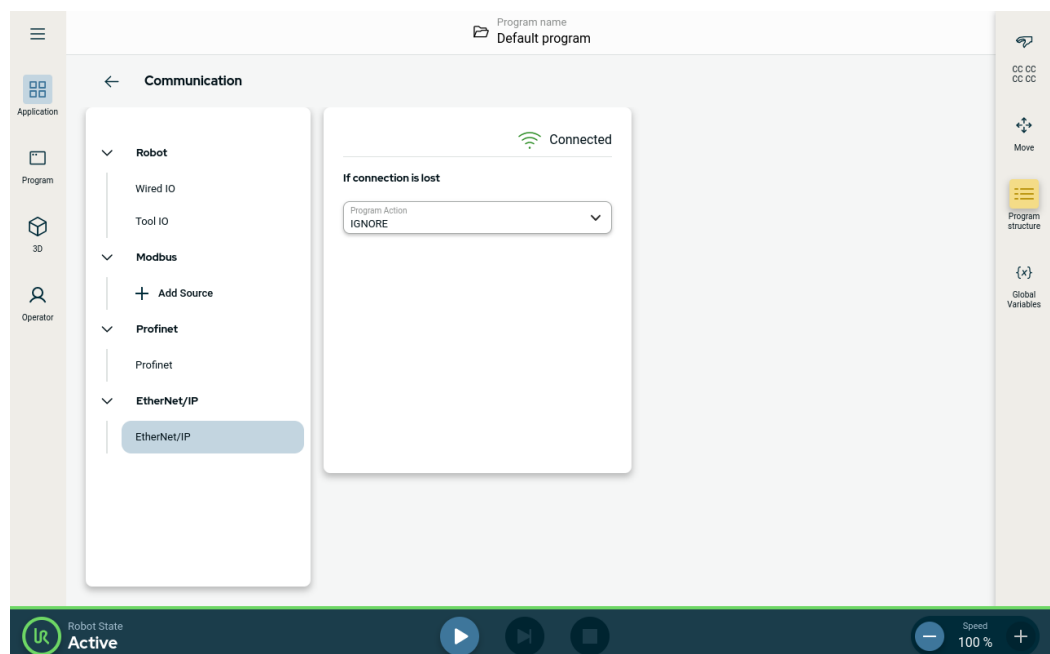 Program name
Default program
Application
Program
3D
Operator
Communication
Robot
Wired IO
Tool IO
Modbus
Add Source
Profinet
Profinet
EtherNet/IP
EtherNet/IP
Connected
If connection is lost
Program Action
IGNORE
CC CC
CC CC
Move
Program
structure
{x}
Global
Variables
UR
Robot State
Active
Speed
100 %